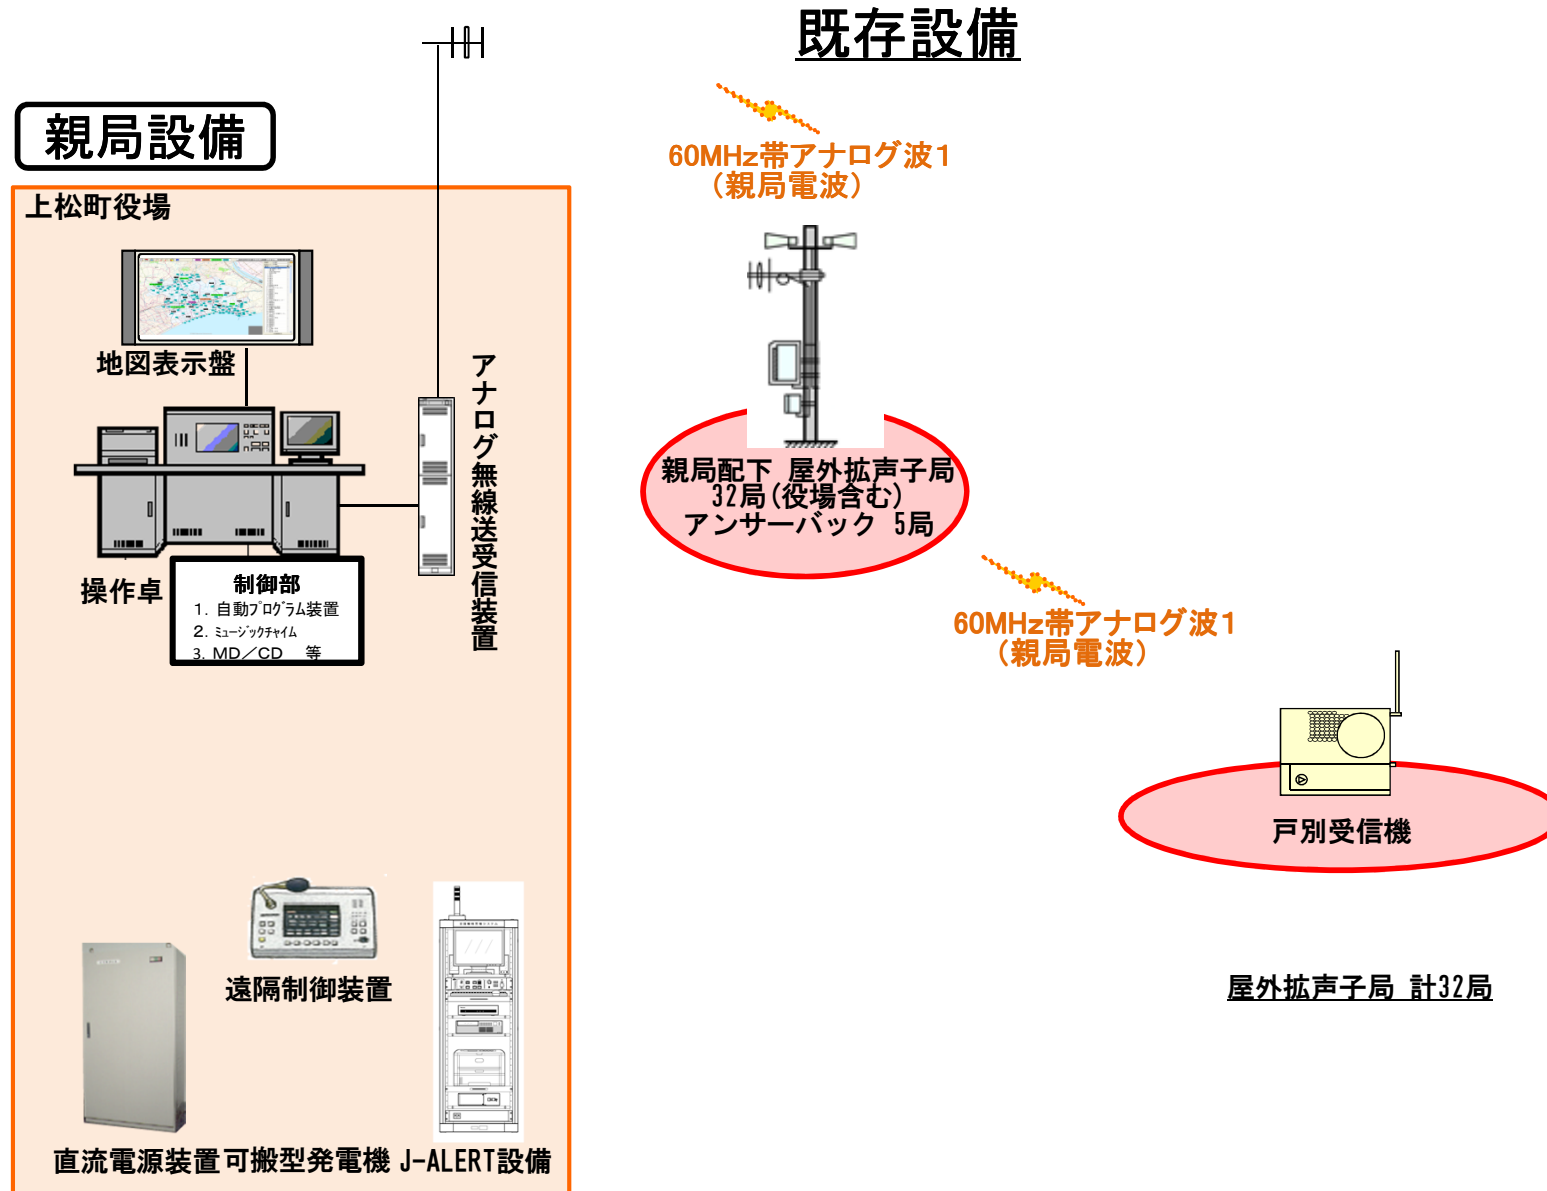 既存設備
親局設備
60MHz帯アナログ波1
（親局電波）
上松町役場
地図表示盤
アナログ無線送受信装置
親局配下 屋外拡声子局
32局(役場含む)
アンサーバック 5局
操作卓
制御部
1. 自動ﾌﾟﾛｸﾞﾗﾑ装置
2. ﾐｭｰｼﾞｯｸﾁｬｲﾑ
3. MD／CD 等
60MHz帯アナログ波1
（親局電波）
戸別受信機
遠隔制御装置
屋外拡声子局 計32局
直流電源装置
可搬型発電機
J-ALERT設備